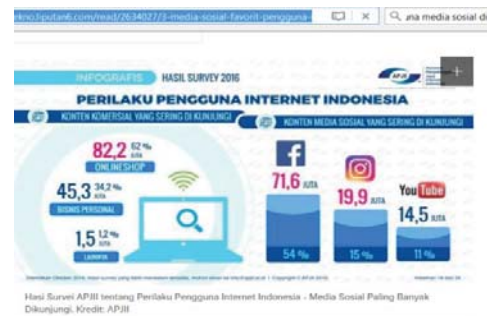 tekno.liputan6.com/read/2634027/3-media-sosial-favorit-pengguna-
una media sosial di
INFOGRAFIS HASIL SURVEY 2016
APJII
PERILAKU PENGGUNA INTERNET INDONESIA
KONTEN KOMERSIAL YANG SERING DI KUNJUNGI
KONTEN MEDIA SOSIAL YANG SERING DI KUNJUNGI
82,2 JUTA 62 %
ONLINESHOP
45,3 JUTA 34,2 %
BISNIS PERSONAL
1,5 JUTA 1,2 %
LAINNYA
71,6 JUTA
54 %
19,9 JUTA
15 %
You Tube
14,5 JUTA
11 %
Hasi Survei APJII tentang Perilaku Pengguna Internet Indonesia - Media Sosial Paling Banyak
Dikunjungi. Kredit: APJII